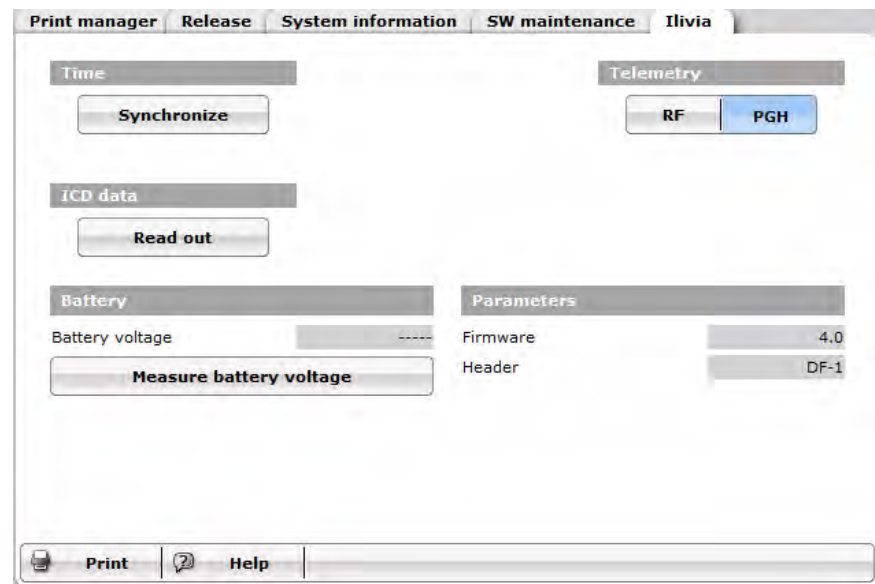 Print manager Release System information SW maintenance Ilivia
Time Telemetry
Synchronize RF PGH
ICD data
Read out
Battery Parameters
Battery voltage ----- Firmware 4.0
Measure battery voltage Header DF-1
Print Help